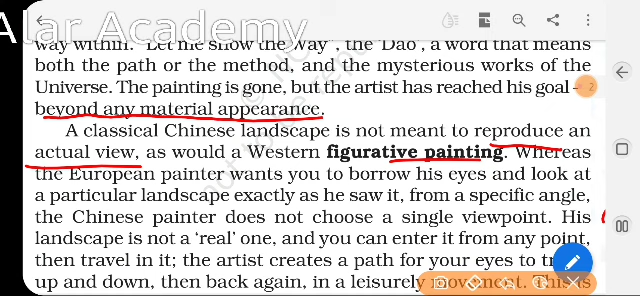 Alar Academy
way within. 'Let me show the Way', the 'Dao', a word that means
both the path or the method, and the mysterious works of the
Universe. The painting is gone, but the artist has reached his goal –
beyond any material appearance.
A classical Chinese landscape is not meant to reproduce an
actual view, as would a Western figurative painting. Whereas
the European painter wants you to borrow his eyes and look at
a particular landscape exactly as he saw it, from a specific angle,
the Chinese painter does not choose a single viewpoint. His
landscape is not a 'real' one, and you can enter it from any point,
then travel in it; the artist creates a path for your eyes to
up and down, then back again, in a leisurely movement. This is